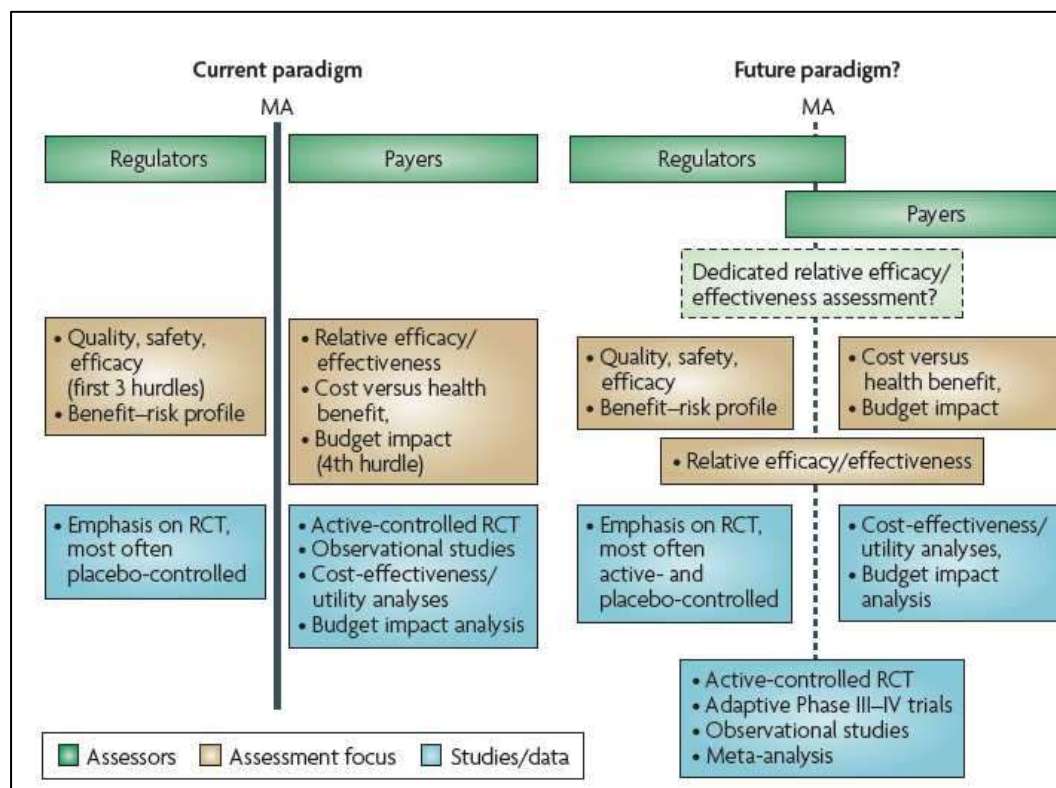 Current paradigm
MA
Regulators
Payers
• Quality, safety,
efficacy
(first 3 hurdles)
• Benefit–risk profile
• Relative efficacy/
effectiveness
• Cost versus health
benefit,
• Budget impact
(4th hurdle)
• Emphasis on RCT,
most often
placebo-controlled
• Active-controlled RCT
• Observational studies
• Cost-effectiveness/
utility analyses
• Budget impact analysis
Future paradigm?
MA
Regulators
Payers
Dedicated relative efficacy/
effectiveness assessment?
• Quality, safety,
efficacy
• Benefit–risk profile
• Cost versus
health benefit,
• Budget impact
• Relative efficacy/effectiveness
• Emphasis on RCT,
most often
active- and
placebo-controlled
• Cost-effectiveness/
utility analyses,
• Budget impact
analysis
• Active-controlled RCT
• Adaptive Phase III–IV trials
• Observational studies
• Meta-analysis
Assessors
Assessment focus
Studies/data